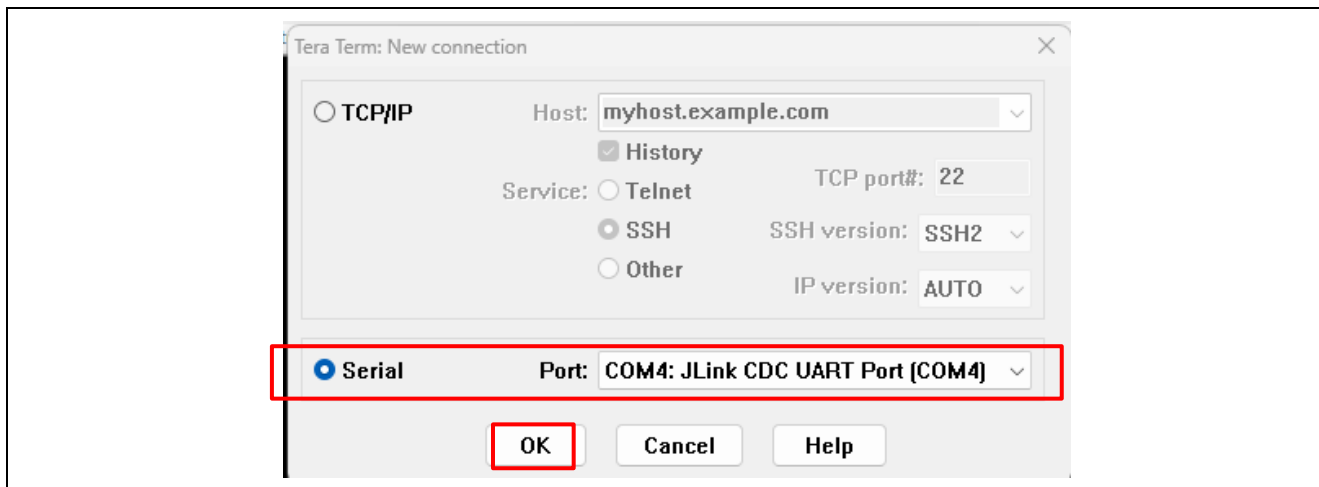 Tera Term: New connection
TCP/IP Host: myhost.example.com
History
Service: Telnet TCP port#: 22
SSH SSH version: SSH2
Other IP version: AUTO
Serial Port: COM4: JLink CDC UART Port (COM4)
OK Cancel Help